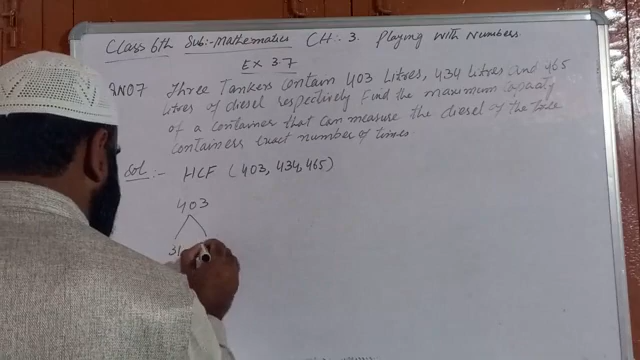 Class 6th Sub:- Mathematics CH:- 3. Playing with Numbers.
EX 3.7
QNO7 Three Tankers contain 403 Litres, 434 litres and 465
litres of diesel respectively Find the maximum capacity
of a container that can measure the diesel of the three
containers exact number of times.
Sol :- HCF (403, 434, 465)
403
31